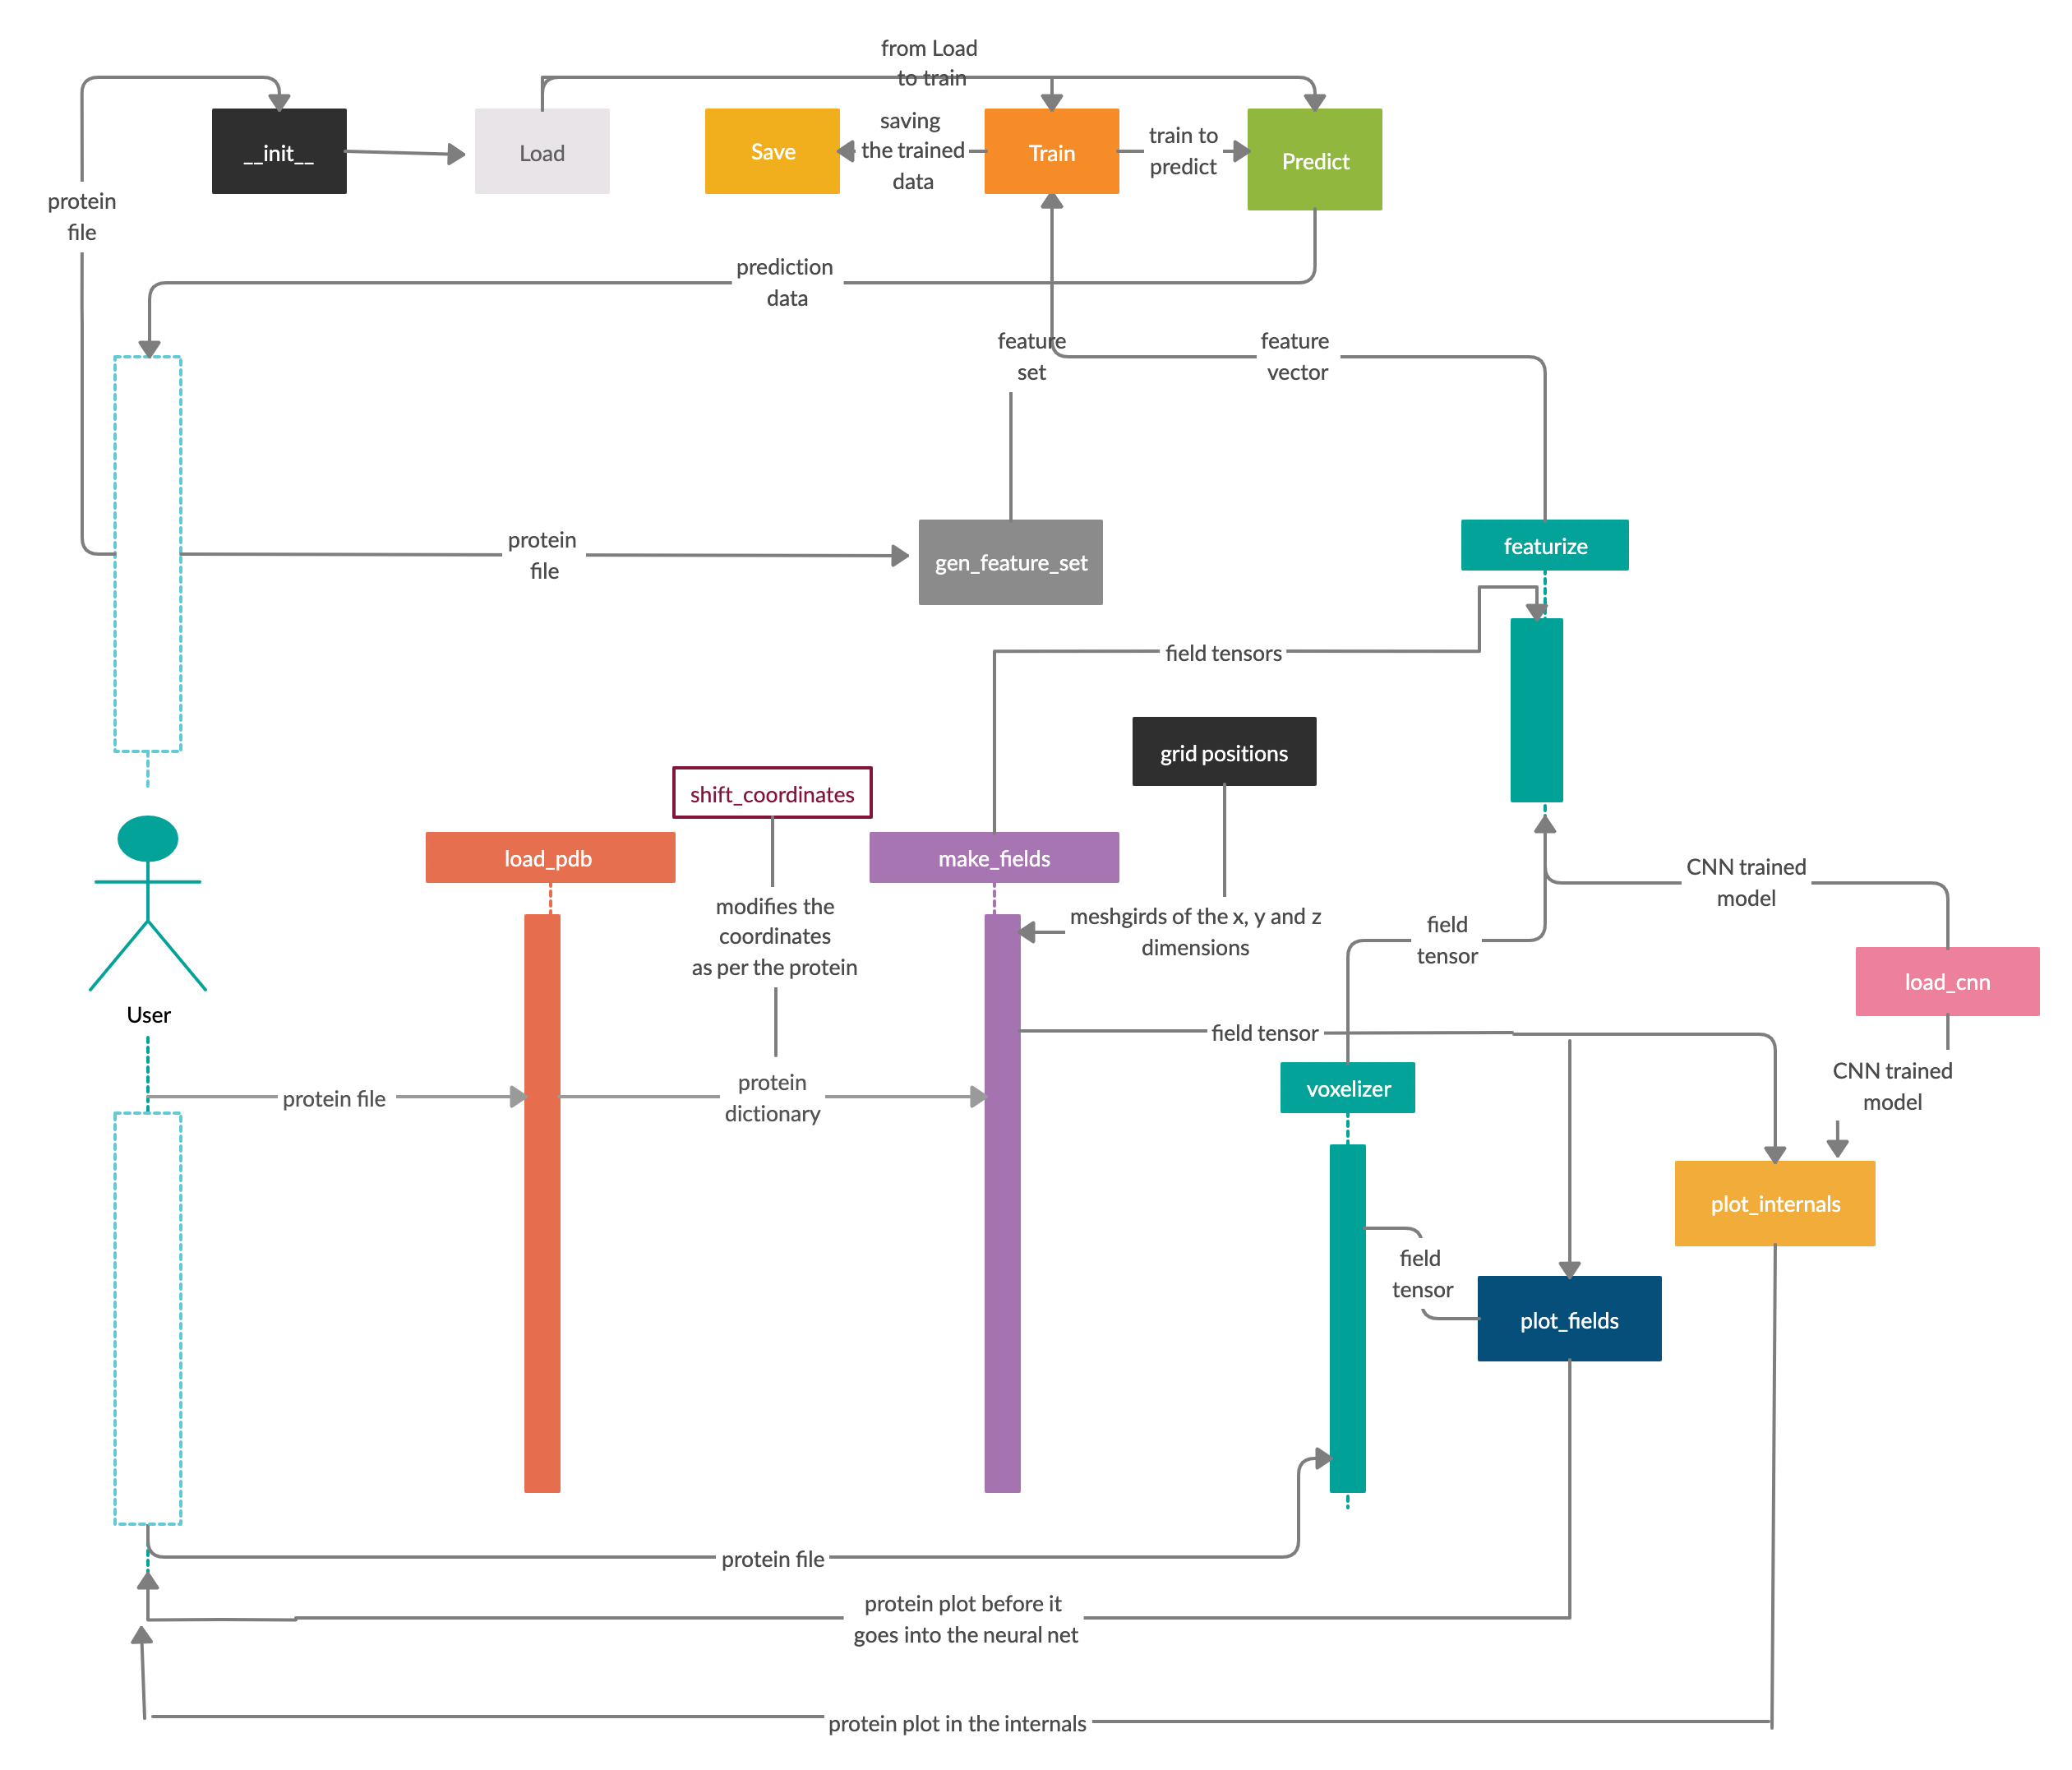 from Load
to train
__init__
Load
Save
saving
the trained
data
Train
train to
predict
Predict
protein
file
prediction
data
feature
set
feature
vector
protein
file
gen_feature_set
featurize
field tensors
grid positions
shift_coordinates
load_pdb
make_fields
CNN trained
model
modifies the
coordinates
as per the protein
meshgirds of the x, y and z
dimensions
field
tensor
load_cnn
User
field tensor
CNN trained
model
protein file
protein
dictionary
voxelizer
plot_internals
field
tensor
plot_fields
protein file
protein plot before it
goes into the neural net
protein plot in the internals